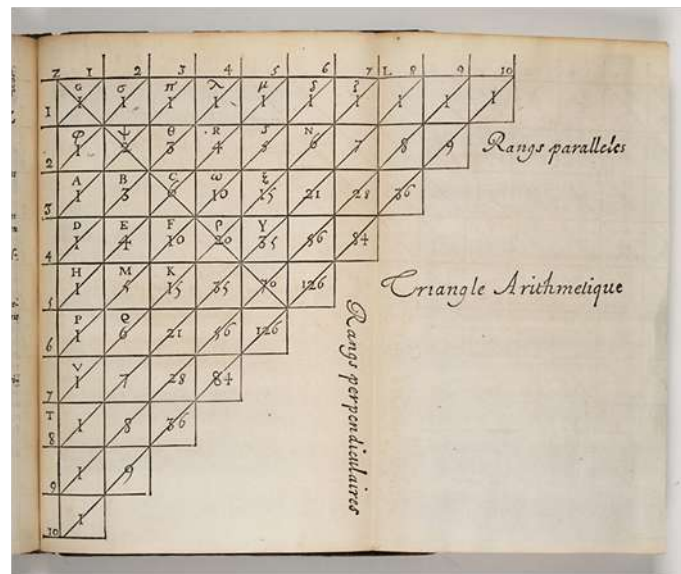 Z 1 2 3 4 5 6 7 L 8 9 10
G σ π λ μ δ ζ
1 1 1 1 1 1 1 1 1 1 1
φ ψ θ R S N
2 1 2 3 4 5 6 7 8 9
Rangs paralleles
A B C ω ξ
3 1 3 6 10 15 21 28 36
D E F ρ Y
4 1 4 10 20 35 56 84
H M K
5 1 5 15 35 70 126
Triangle Arithmetique
P Q
6 1 6 21 56 126
V
7 1 7 28 84
T
8 1 8 36
9 1 9
10 1
Rangs perpendiculaires